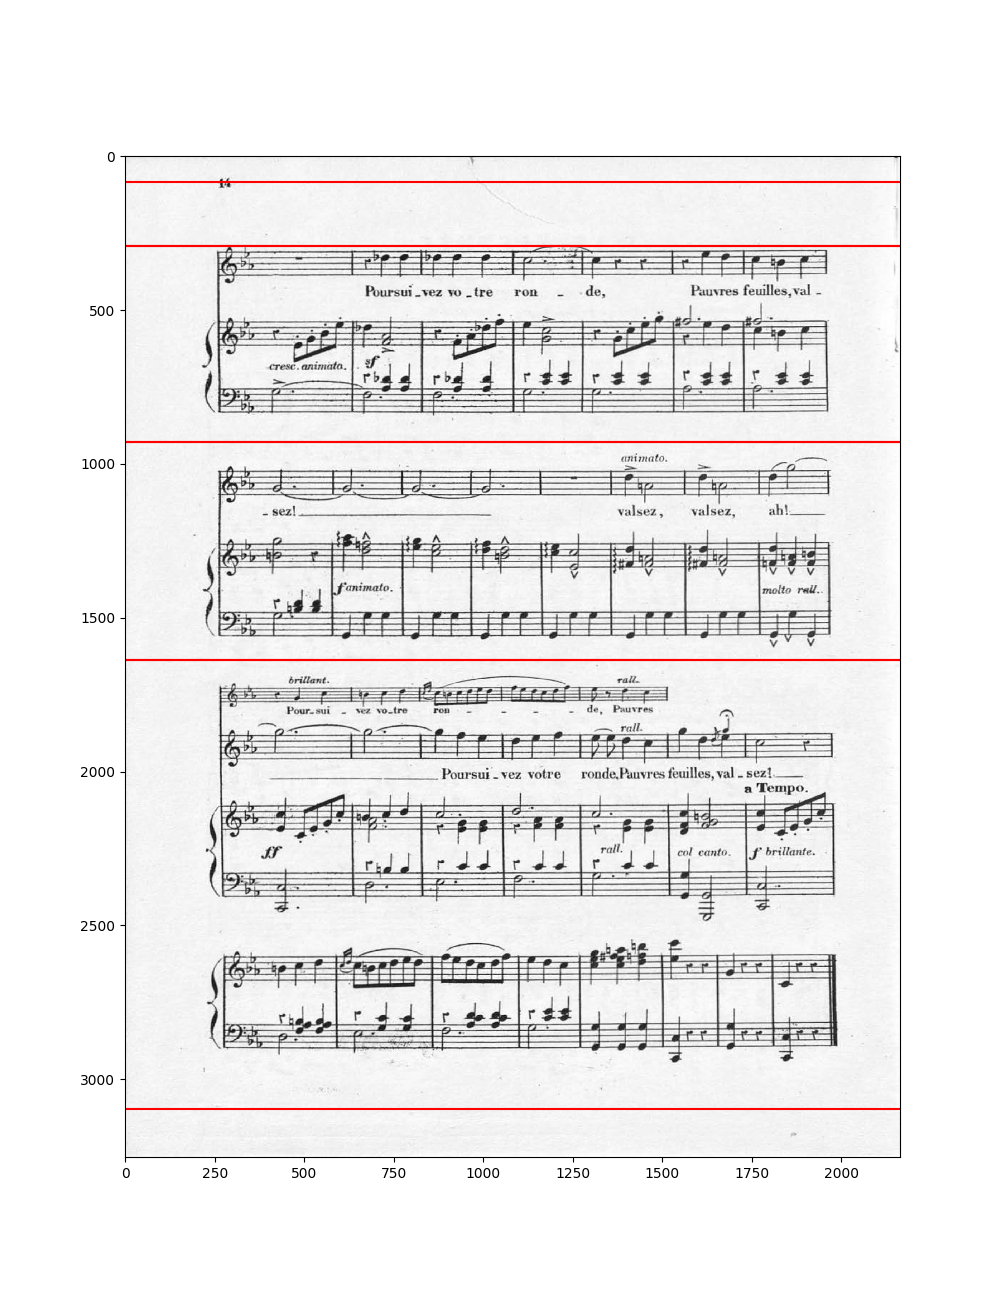 0
14
Poursui_vez vo_tre ron _ de, Pauvres feuilles, val_
500
cresc. animato. sf
1000
animato.
_sez! valsez, valsez, ah!
f animato. molto rall.
1500
brillant. rall.
Pour_sui _ vez vo_tre ron _ _ _ _ de, Pauvres
rall.
2000
Poursui_vez votre ronde, Pauvres feuilles, val_sez!
a Tempo.
ff rall. col canto. f brillante.
2500
3000
0 250 500 750 1000 1250 1500 1750 2000